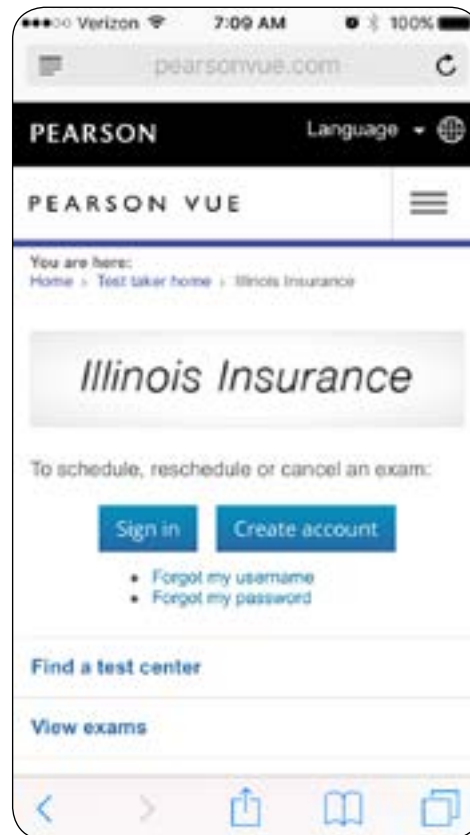 Verizon 7:09 AM 100%
pearsonvue.com
PEARSON Language
PEARSON VUE
You are here:
Home > Test taker home > Illinois Insurance
Illinois Insurance
To schedule, reschedule or cancel an exam:
Sign in Create account
• Forgot my username
• Forgot my password
Find a test center
View exams